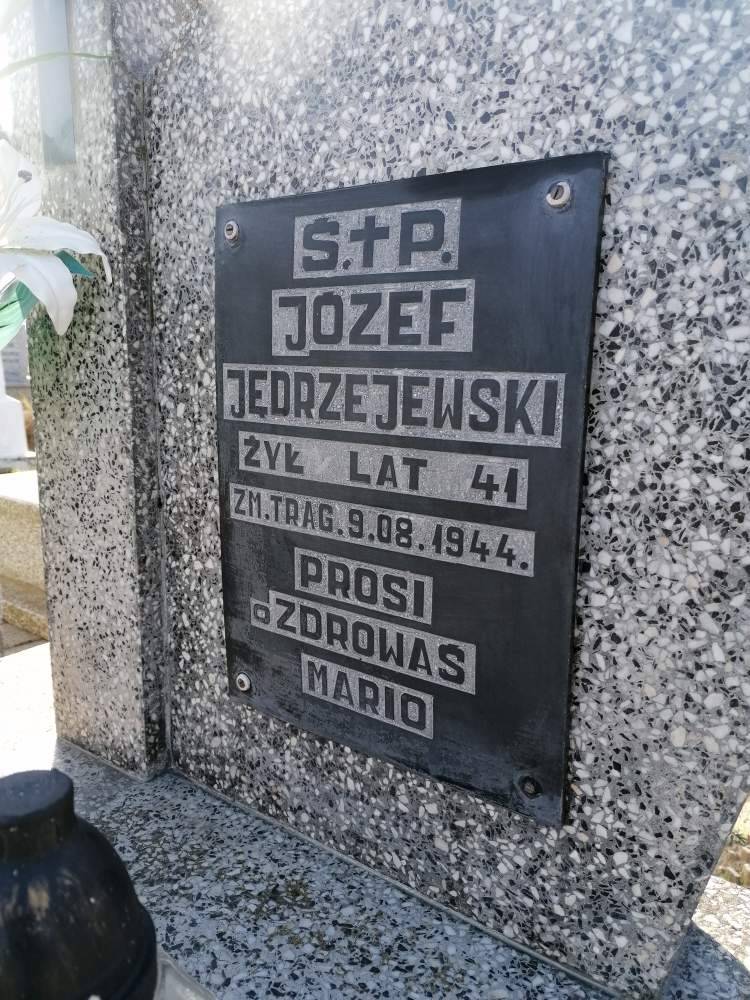 Ś.†P.
JÓZEF
JĘDRZEJEWSKI
ŻYŁ LAT 41
ZM.TRAG.9.08.1944.
PROSI
o ZDROWAŚ
MARIO